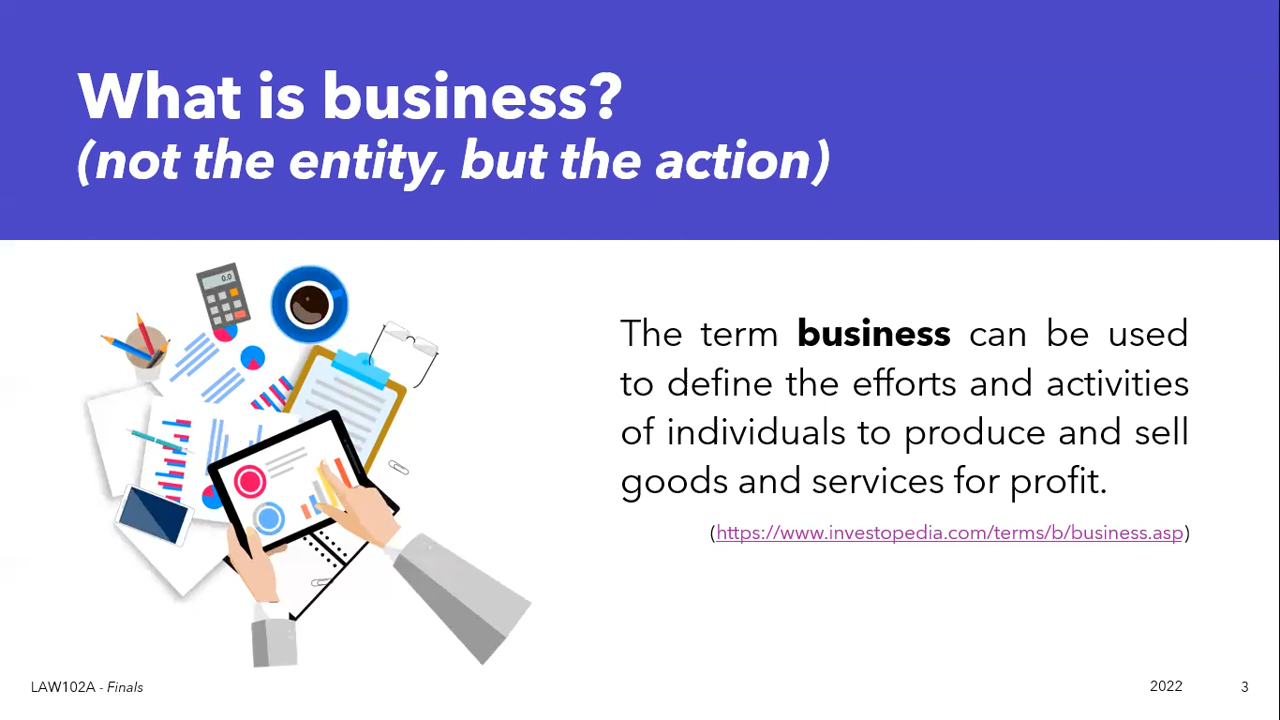 What is business?
(not the entity, but the action)
0.0
The term business can be used
to define the efforts and activities
of individuals to produce and sell
goods and services for profit.
(https://www.investopedia.com/terms/b/business.asp)
LAW102A - Finals
2022
3